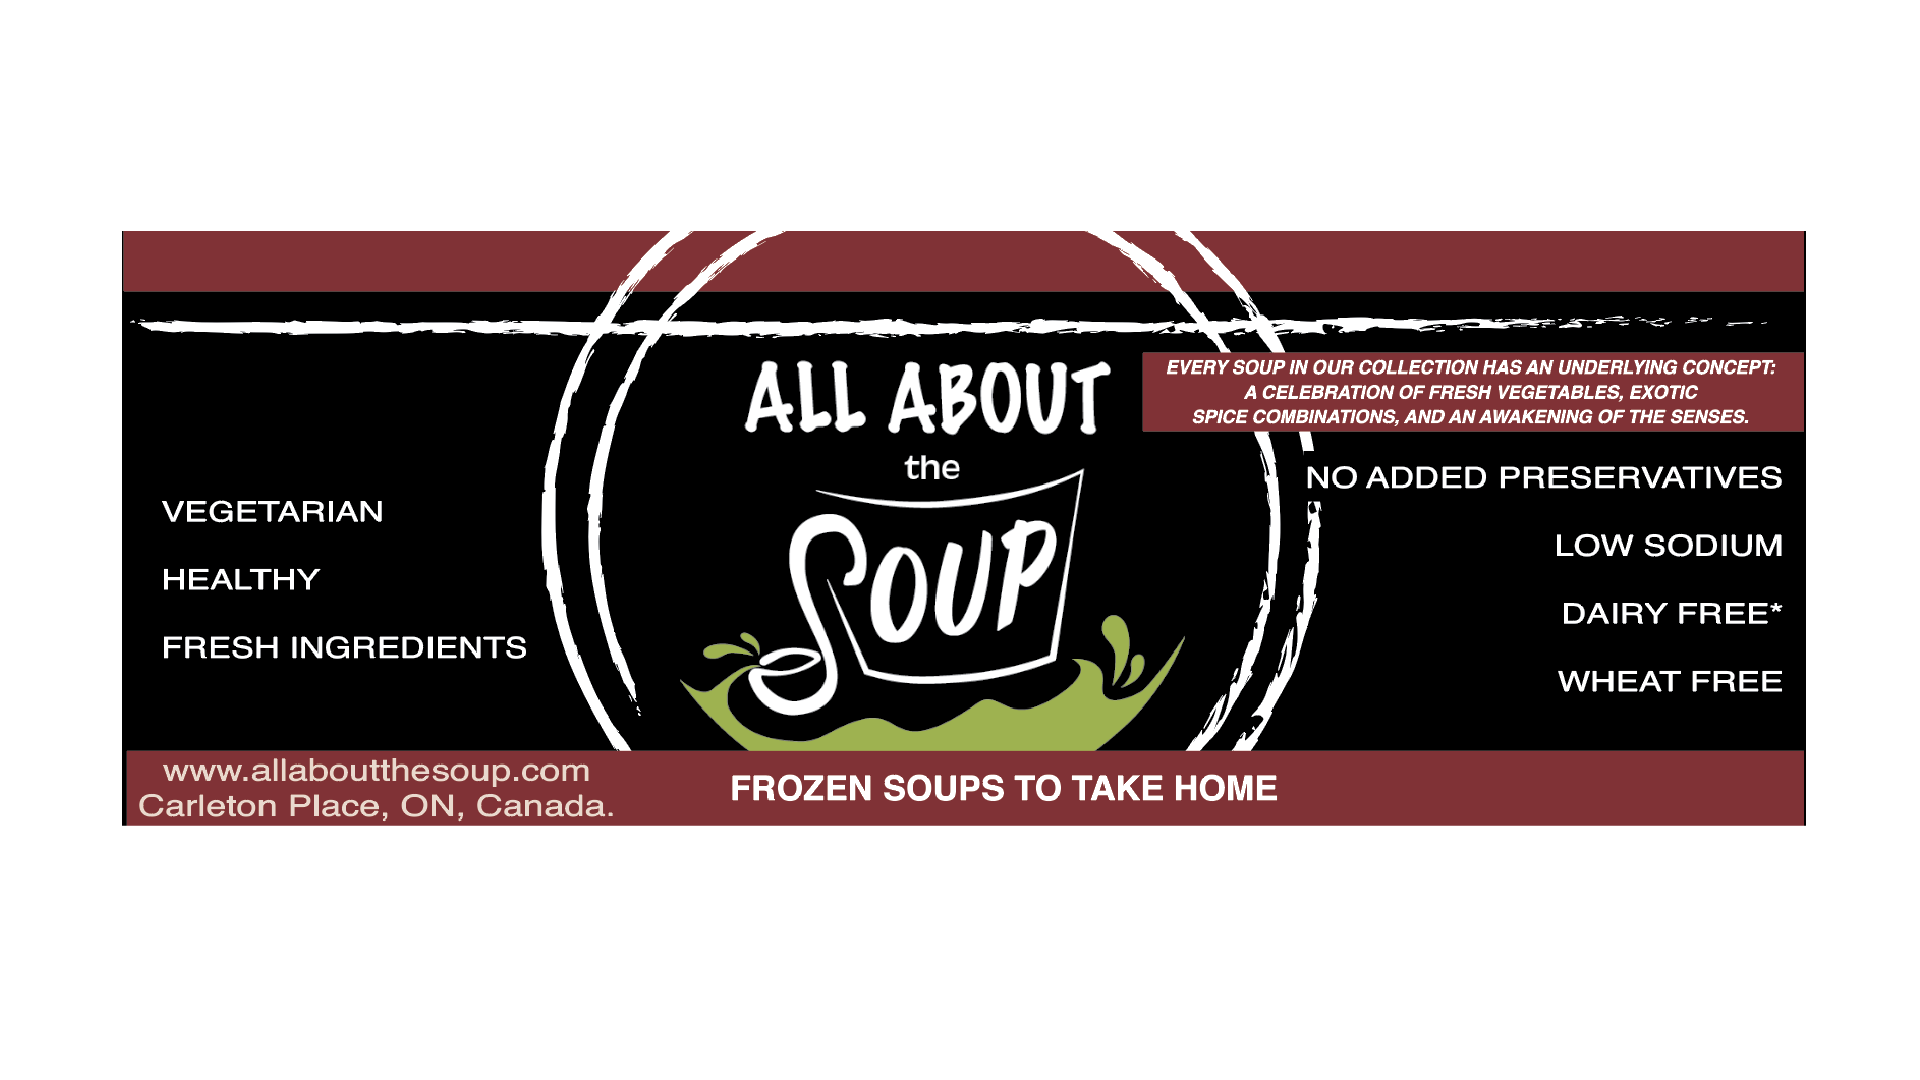 ALL ABOUT
the
SOUP
EVERY SOUP IN OUR COLLECTION HAS AN UNDERLYING CONCEPT:
A CELEBRATION OF FRESH VEGETABLES, EXOTIC
SPICE COMBINATIONS, AND AN AWAKENING OF THE SENSES.
VEGETARIAN
HEALTHY
FRESH INGREDIENTS
NO ADDED PRESERVATIVES
LOW SODIUM
DAIRY FREE*
WHEAT FREE
www.allaboutthesoup.com
Carleton Place, ON, Canada.
FROZEN SOUPS TO TAKE HOME